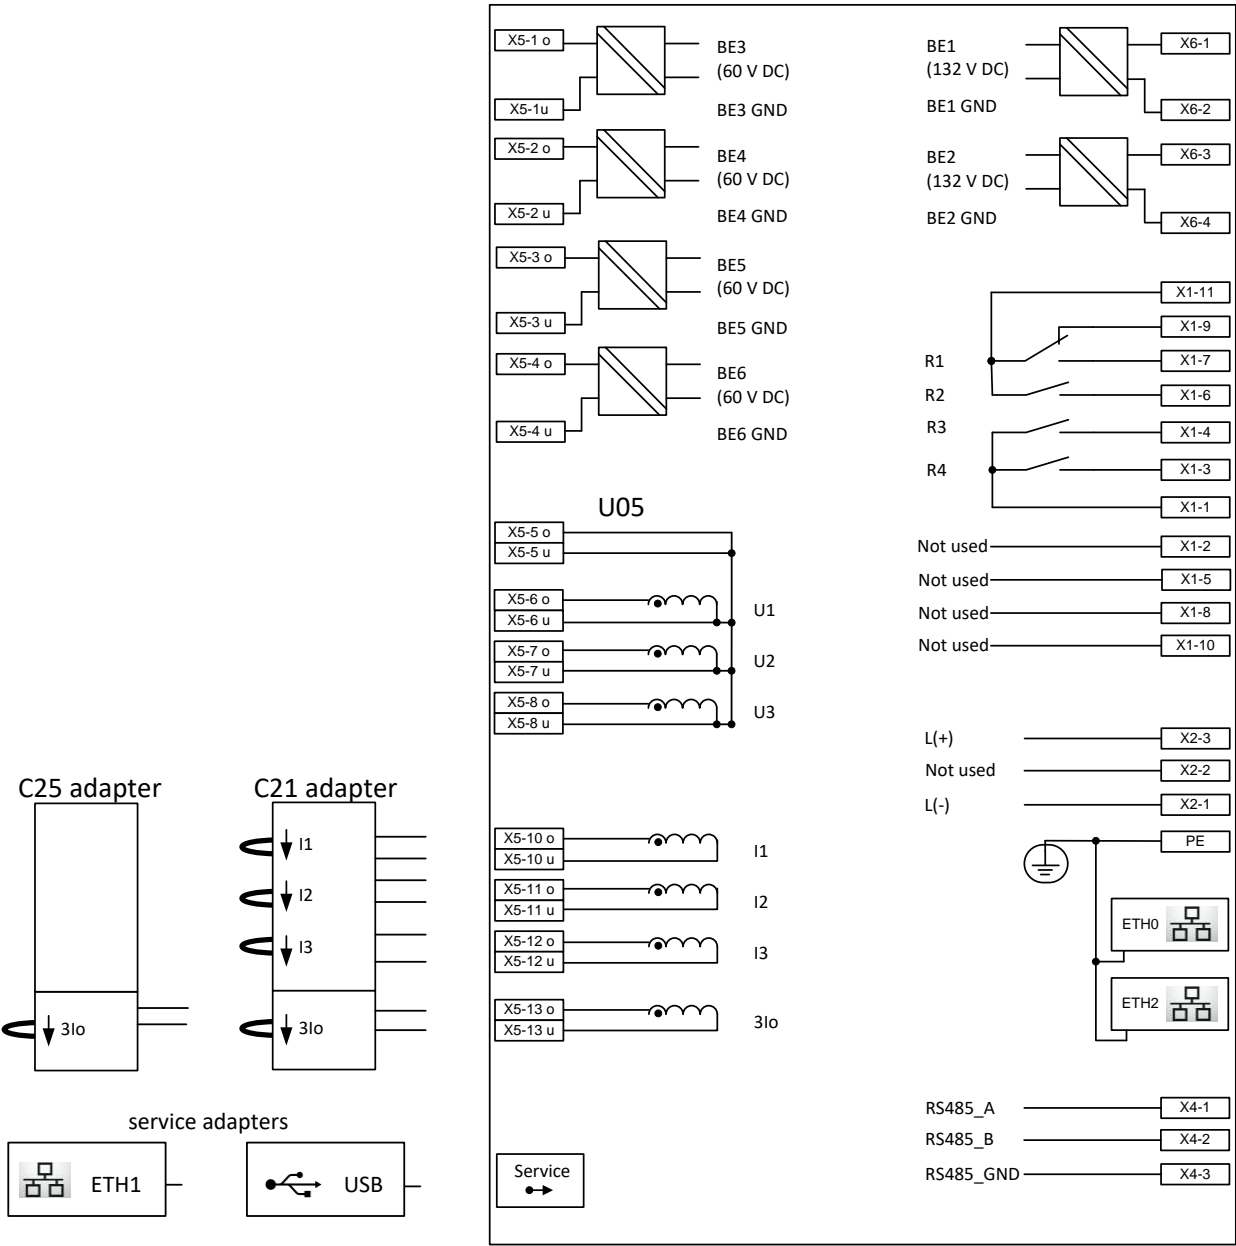 X5-1 o
BE3
(60 V DC)
X5-1u
BE3 GND
X5-2 o
BE4
(60 V DC)
X5-2 u
BE4 GND
X5-3 o
BE5
(60 V DC)
X5-3 u
BE5 GND
X5-4 o
BE6
(60 V DC)
X5-4 u
BE6 GND
U05
X5-5 o
X5-5 u
X5-6 o
X5-6 u
U1
X5-7 o
X5-7 u
U2
X5-8 o
X5-8 u
U3
X5-10 o
X5-10 u
I1
X5-11 o
X5-11 u
I2
X5-12 o
X5-12 u
I3
X5-13 o
X5-13 u
3Io
Service
BE1
(132 V DC)
X6-1
BE1 GND
X6-2
BE2
(132 V DC)
X6-3
BE2 GND
X6-4
X1-11
X1-9
R1
X1-7
R2
X1-6
R3
X1-4
R4
X1-3
X1-1
Not used
X1-2
Not used
X1-5
Not used
X1-8
Not used
X1-10
L(+)
X2-3
Not used
X2-2
L(-)
X2-1
PE
ETH0
ETH2
RS485_A
X4-1
RS485_B
X4-2
RS485_GND
X4-3
C25 adapter
3Io
C21 adapter
I1
I2
I3
3Io
service adapters
ETH1
USB